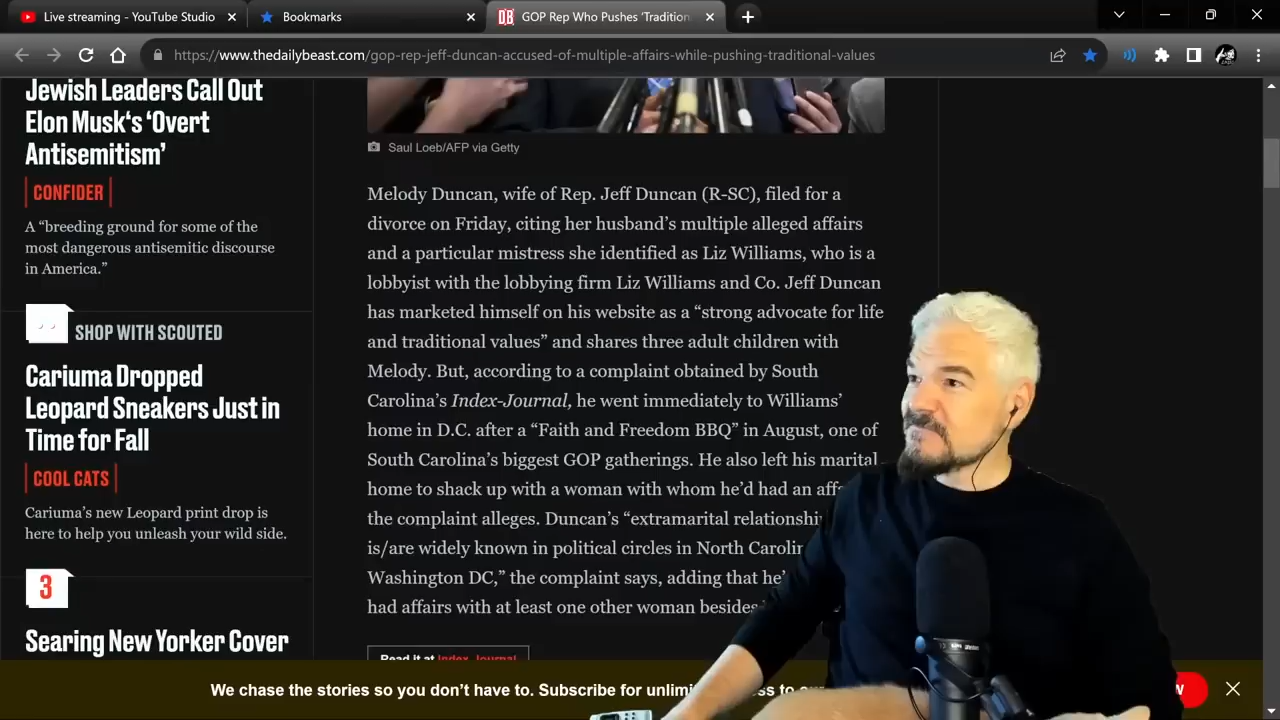 Live streaming - YouTube Studio
Bookmarks
GOP Rep Who Pushes 'Tradition
https://www.thedailybeast.com/gop-rep-jeff-duncan-accused-of-multiple-affairs-while-pushing-traditional-values
Jewish Leaders Call Out
Elon Musk's 'Overt
Antisemitism'
CONFIDER
A “breeding ground for some of the
most dangerous antisemitic discourse
in America.”
SHOP WITH SCOUTED
Cariuma Dropped
Leopard Sneakers Just in
Time for Fall
COOL CATS
Cariuma's new Leopard print drop is
here to help you unleash your wild side.
3
Searing New Yorker Cover
Saul Loeb/AFP via Getty
Melody Duncan, wife of Rep. Jeff Duncan (R-SC), filed for a
divorce on Friday, citing her husband's multiple alleged affairs
and a particular mistress she identified as Liz Williams, who is a
lobbyist with the lobbying firm Liz Williams and Co. Jeff Duncan
has marketed himself on his website as a “strong advocate for life
and traditional values” and shares three adult children with
Melody. But, according to a complaint obtained by South
Carolina's Index-Journal, he went immediately to Williams'
home in D.C. after a “Faith and Freedom BBQ” in August, one of
South Carolina's biggest GOP gatherings. He also left his marital
home to shack up with a woman with whom he'd had an
the complaint alleges. Duncan's “extramarital
is/are widely known in political circles in North
Washington DC,” the complaint says, adding that
had affairs with at least one other woman
Read it at Index-Journal
We chase the stories so you don't have to. Subscribe for